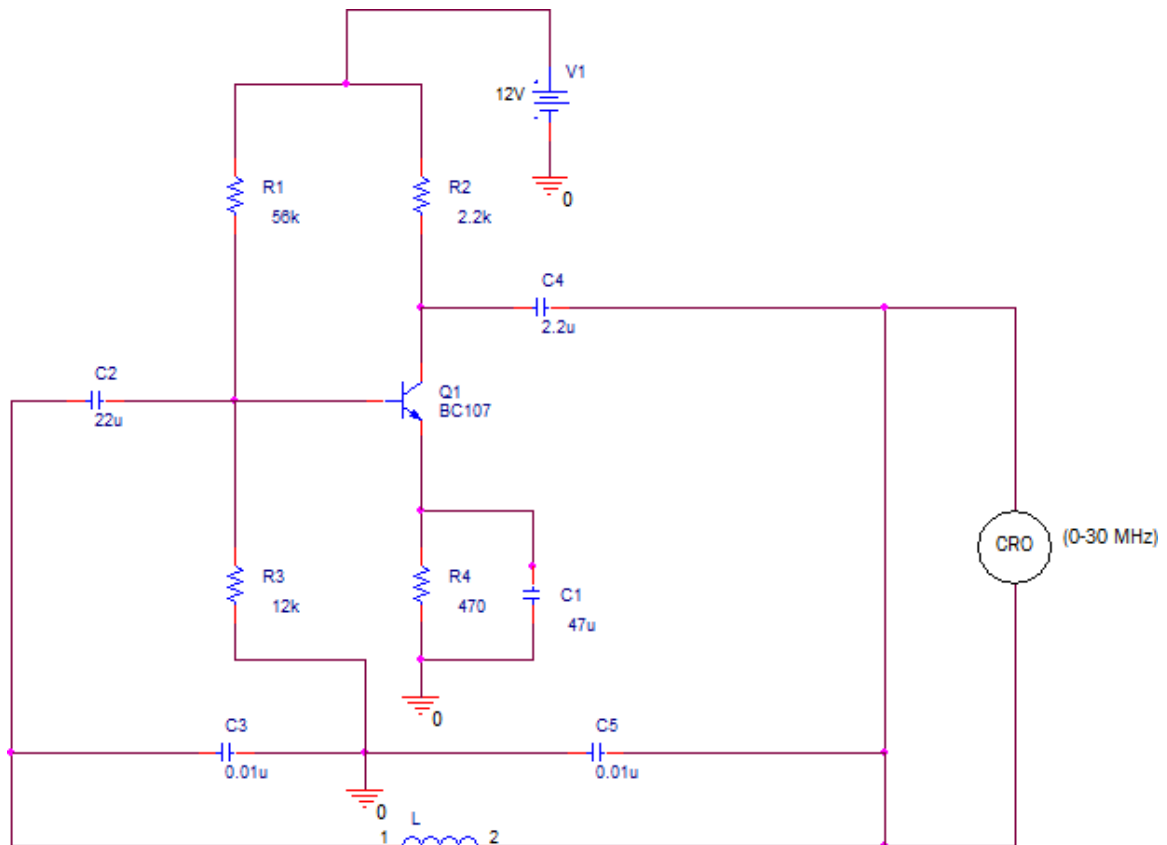 V1
12V
0
R1
56k
R2
2.2k
C4
2.2u
C2
22u
Q1
BC107
CRO
(0-30 MHz)
R3
12k
R4
470
C1
47u
0
C3
0.01u
C5
0.01u
0
L
1
2